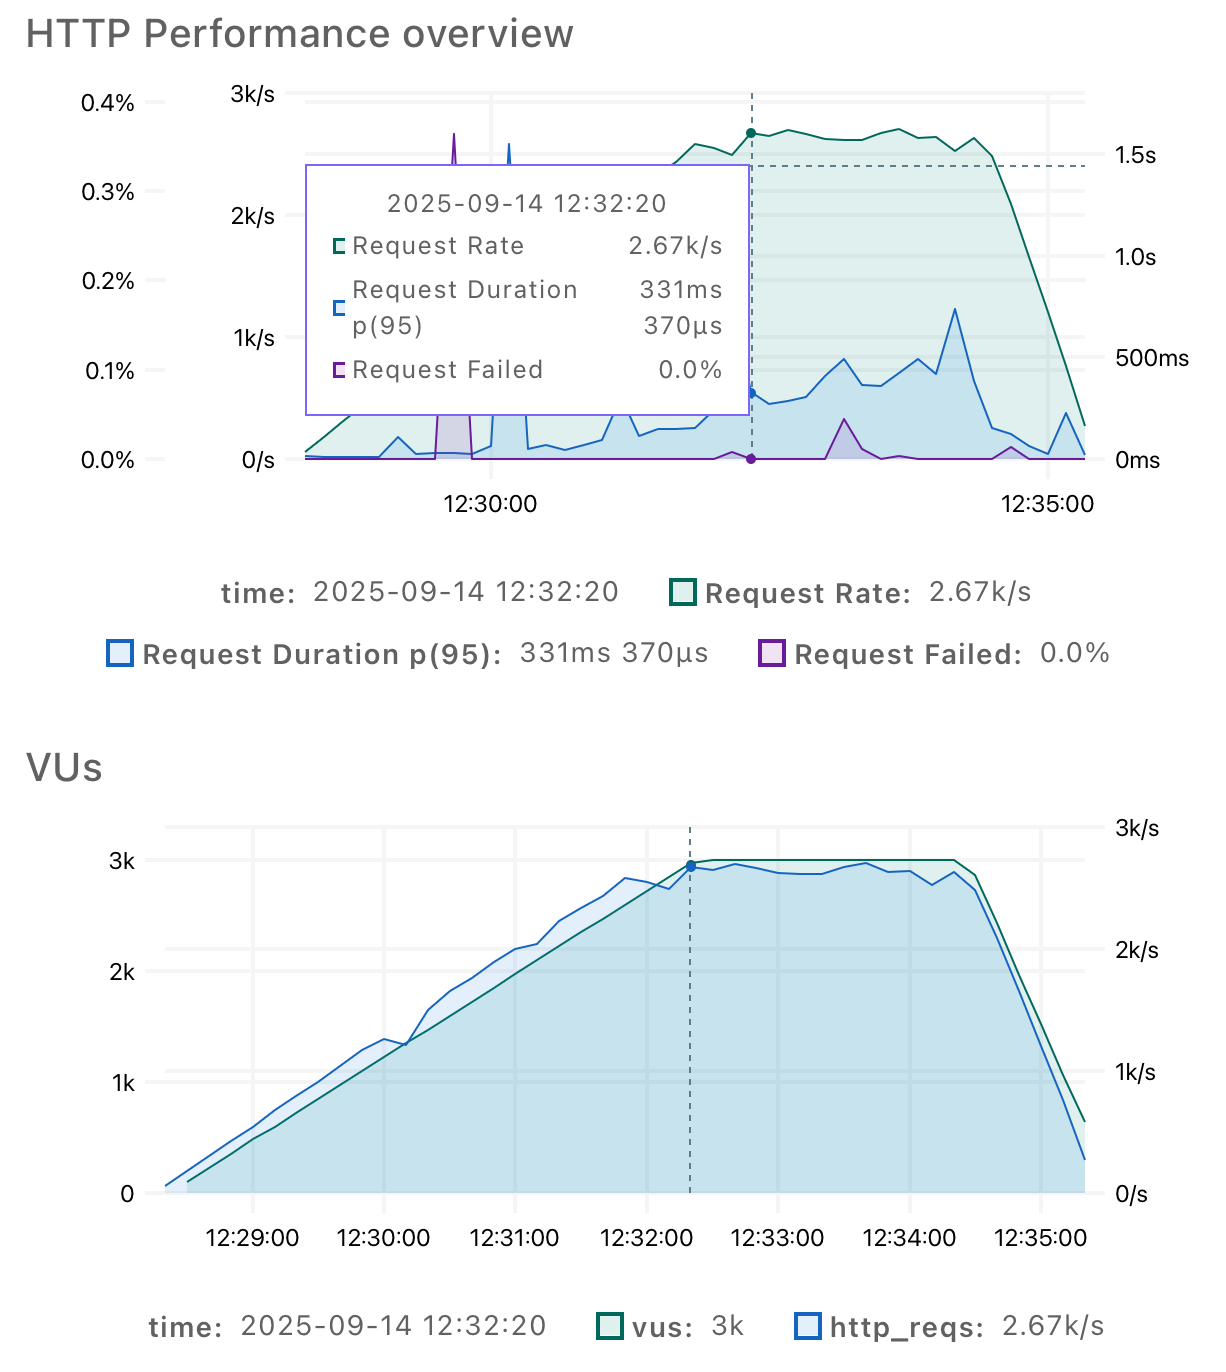 HTTP Performance overview
0.4%
0.3%
0.2%
0.1%
0.0%
3k/s
2k/s
1k/s
0/s
2025-09-14 12:32:20
Request Rate 2.67k/s
Request Duration 331ms
p(95) 370µs
Request Failed 0.0%
1.5s
1.0s
500ms
0ms
12:30:00 12:35:00
time: 2025-09-14 12:32:20 Request Rate: 2.67k/s
Request Duration p(95): 331ms 370µs Request Failed: 0.0%
VUs
3k
2k
1k
0
3k/s
2k/s
1k/s
0/s
12:29:00 12:30:00 12:31:00 12:32:00 12:33:00 12:34:00 12:35:00
time: 2025-09-14 12:32:20 vus: 3k http_reqs: 2.67k/s